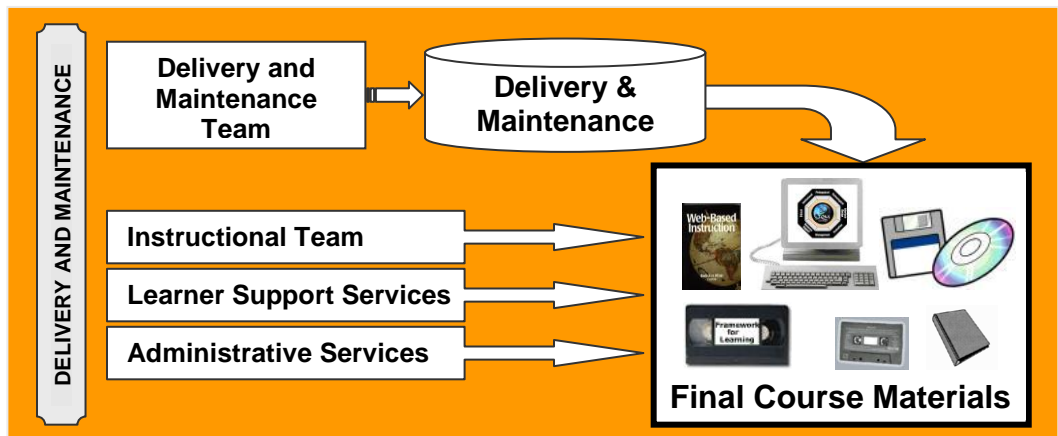 DELIVERY AND MAINTENANCE
Delivery and
Maintenance
Team
Delivery &
Maintenance
Instructional Team
Learner Support Services
Administrative Services
Web-Based
Instruction
Framework
for
Learning
Final Course Materials